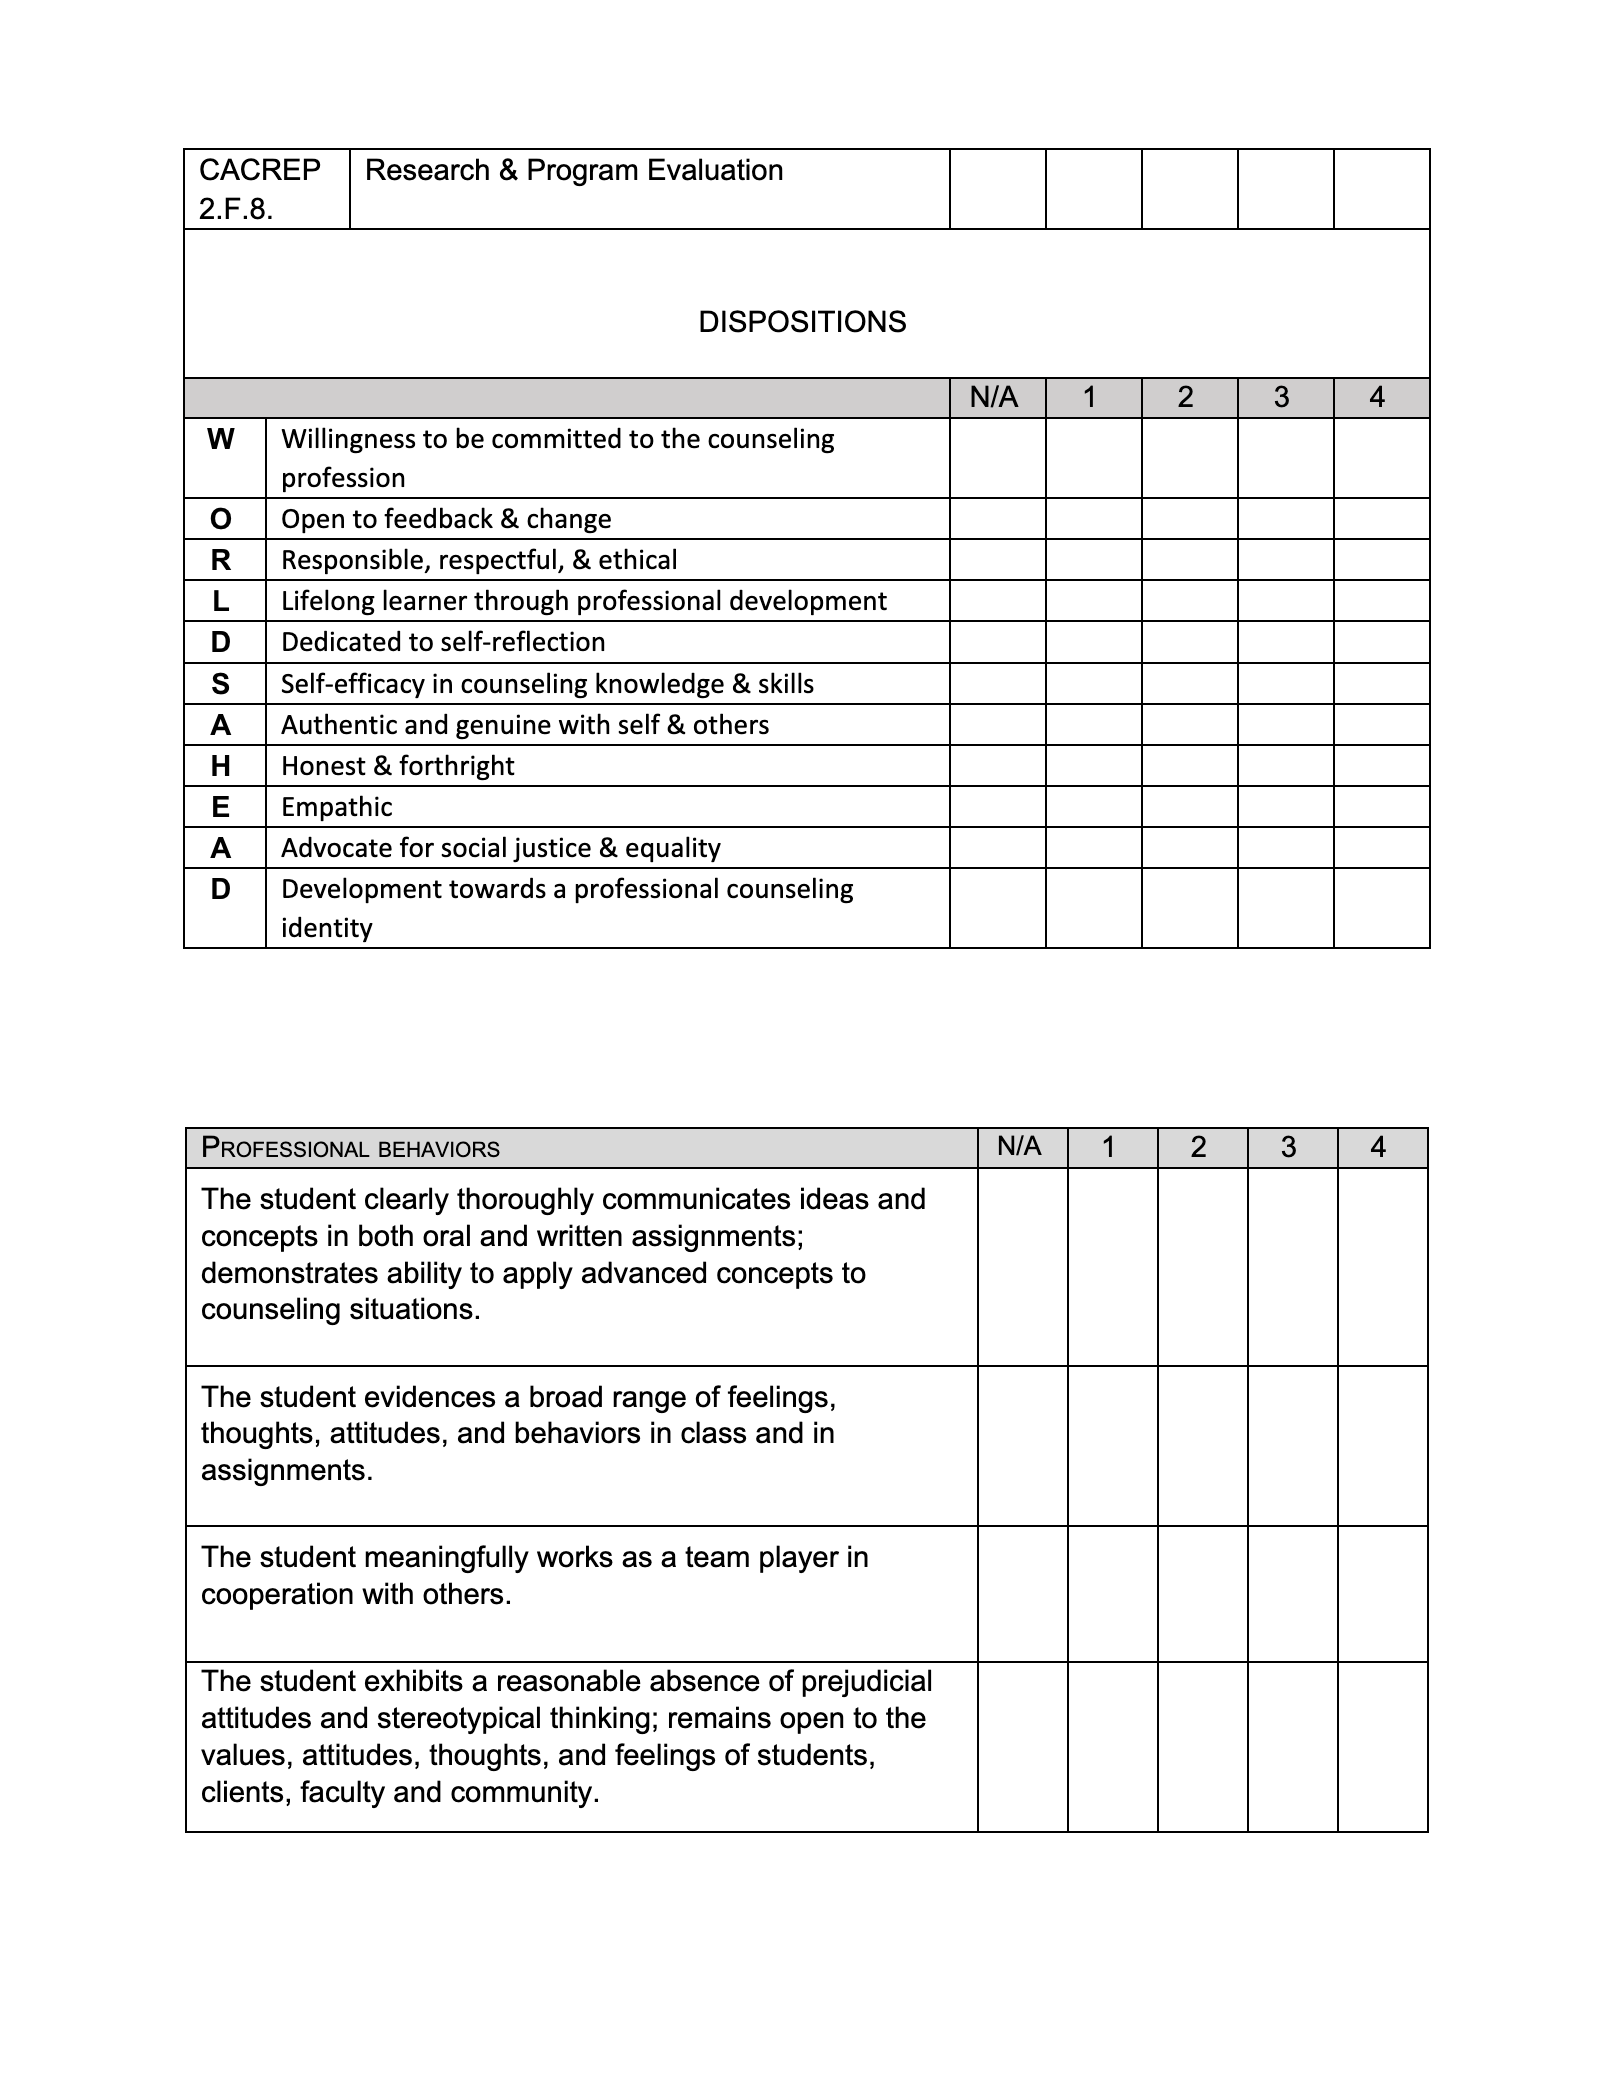 CACREP Research & Program Evaluation
2.F.8.
DISPOSITIONS
N/A 1 2 3 4
W Willingness to be committed to the counseling
profession
O Open to feedback & change
R Responsible, respectful, & ethical
L Lifelong learner through professional development
D Dedicated to self-reflection
S Self-efficacy in counseling knowledge & skills
A Authentic and genuine with self & others
H Honest & forthright
E Empathic
A Advocate for social justice & equality
D Development towards a professional counseling
identity
PROFESSIONAL BEHAVIORS N/A 1 2 3 4
The student clearly thoroughly communicates ideas and
concepts in both oral and written assignments;
demonstrates ability to apply advanced concepts to
counseling situations.
The student evidences a broad range of feelings,
thoughts, attitudes, and behaviors in class and in
assignments.
The student meaningfully works as a team player in
cooperation with others.
The student exhibits a reasonable absence of prejudicial
attitudes and stereotypical thinking; remains open to the
values, attitudes, thoughts, and feelings of students,
clients, faculty and community.